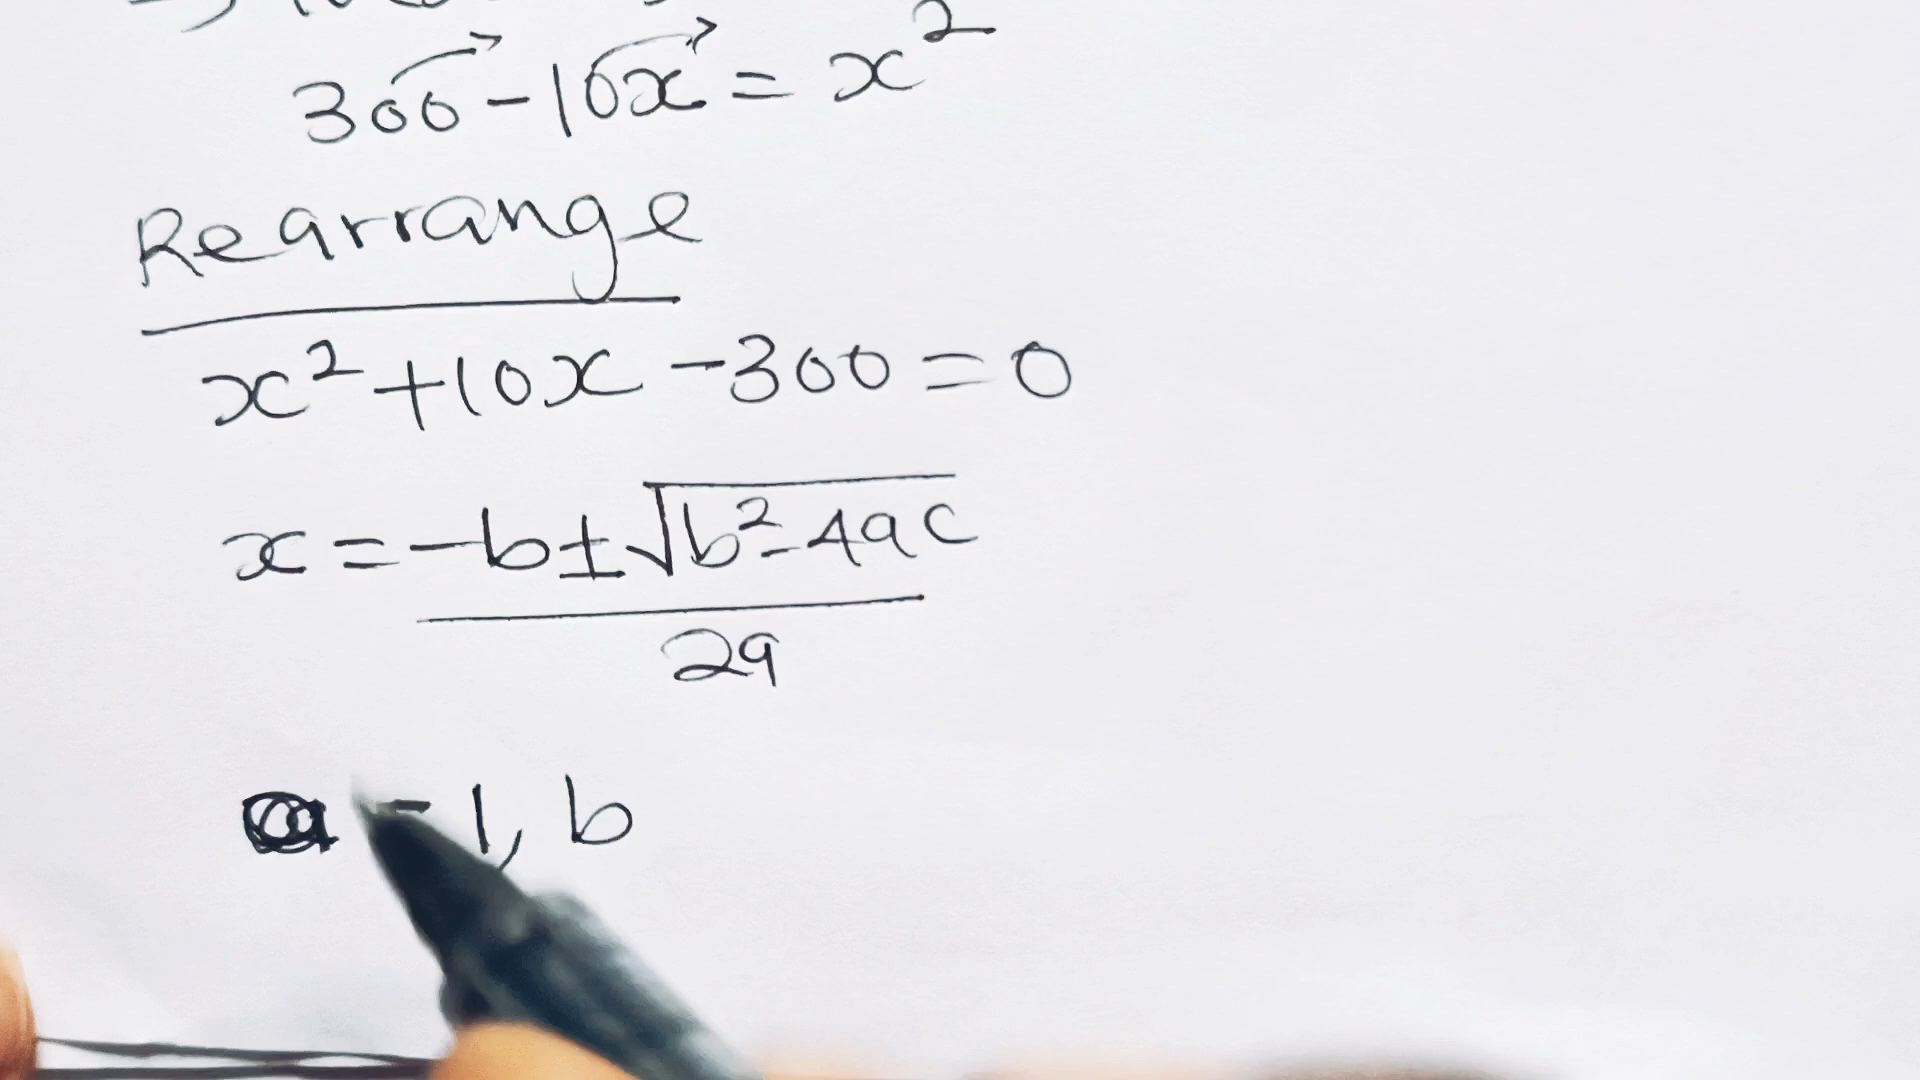 300 - 10x = x²
Rearrange
x² + 10x - 300 = 0
x = -b ± √b² - 4ac
2a
a = 1, b